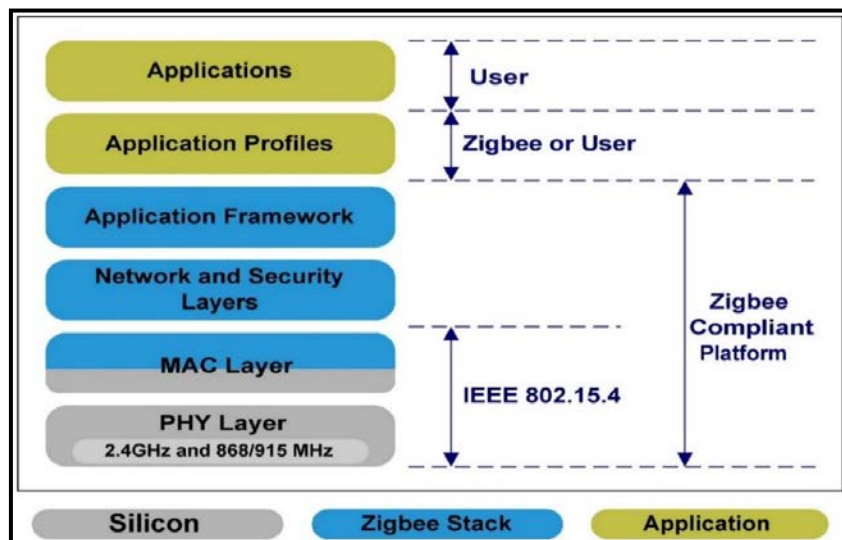 Applications
User
Application Profiles
Zigbee or User
Application Framework
Network and Security
Layers
Zigbee
Compliant
Platform
MAC Layer
IEEE 802.15.4
PHY Layer
2.4GHz and 868/915 MHz
Silicon
Zigbee Stack
Application